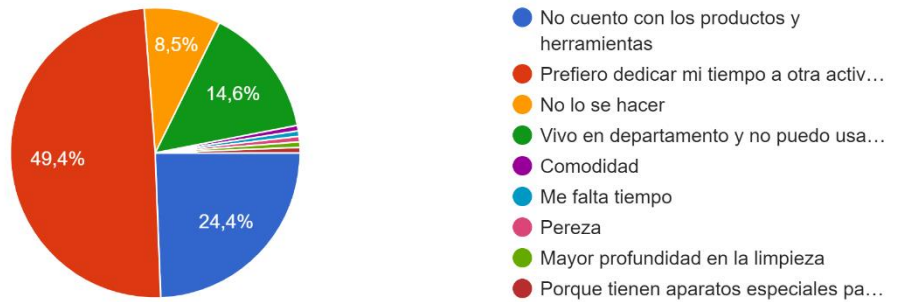 8,5%
14,6%
49,4%
24,4%
No cuento con los productos y
herramientas
Prefiero dedicar mi tiempo a otra activ…
No lo se hacer
Vivo en departamento y no puedo usa…
Comodidad
Me falta tiempo
Pereza
Mayor profundidad en la limpieza
Porque tienen aparatos especiales pa…